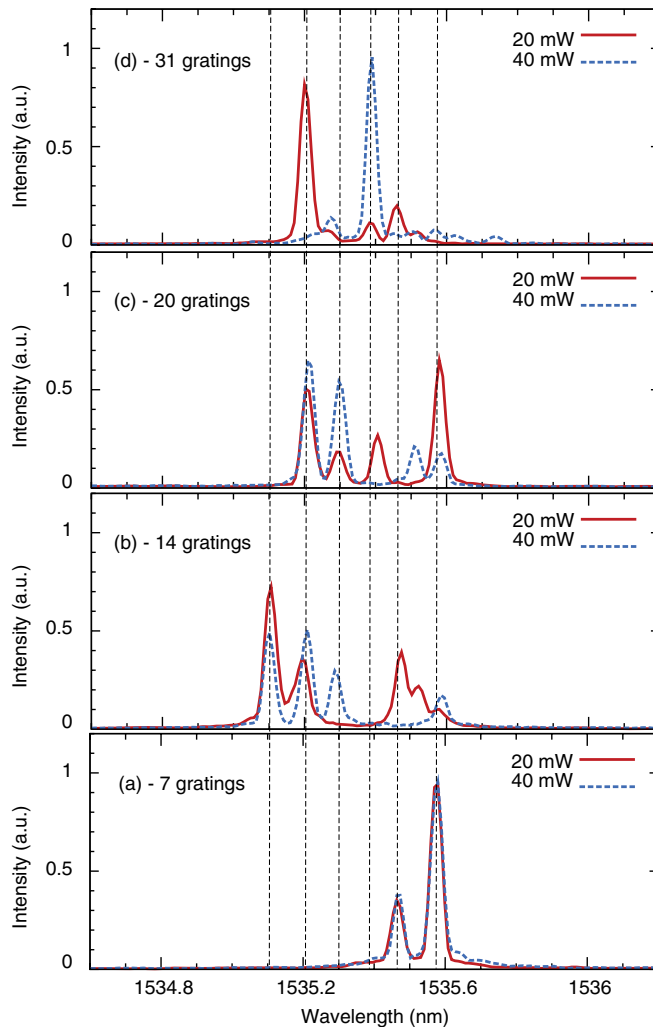 1
0.5
0
Intensity (a.u.)
(d) - 31 gratings
20 mW
40 mW
1
0.5
0
Intensity (a.u.)
(c) - 20 gratings
20 mW
40 mW
1
0.5
0
Intensity (a.u.)
(b) - 14 gratings
20 mW
40 mW
1
0.5
0
Intensity (a.u.)
(a) - 7 gratings
20 mW
40 mW
1534.8 1535.2 1535.6 1536
Wavelength (nm)